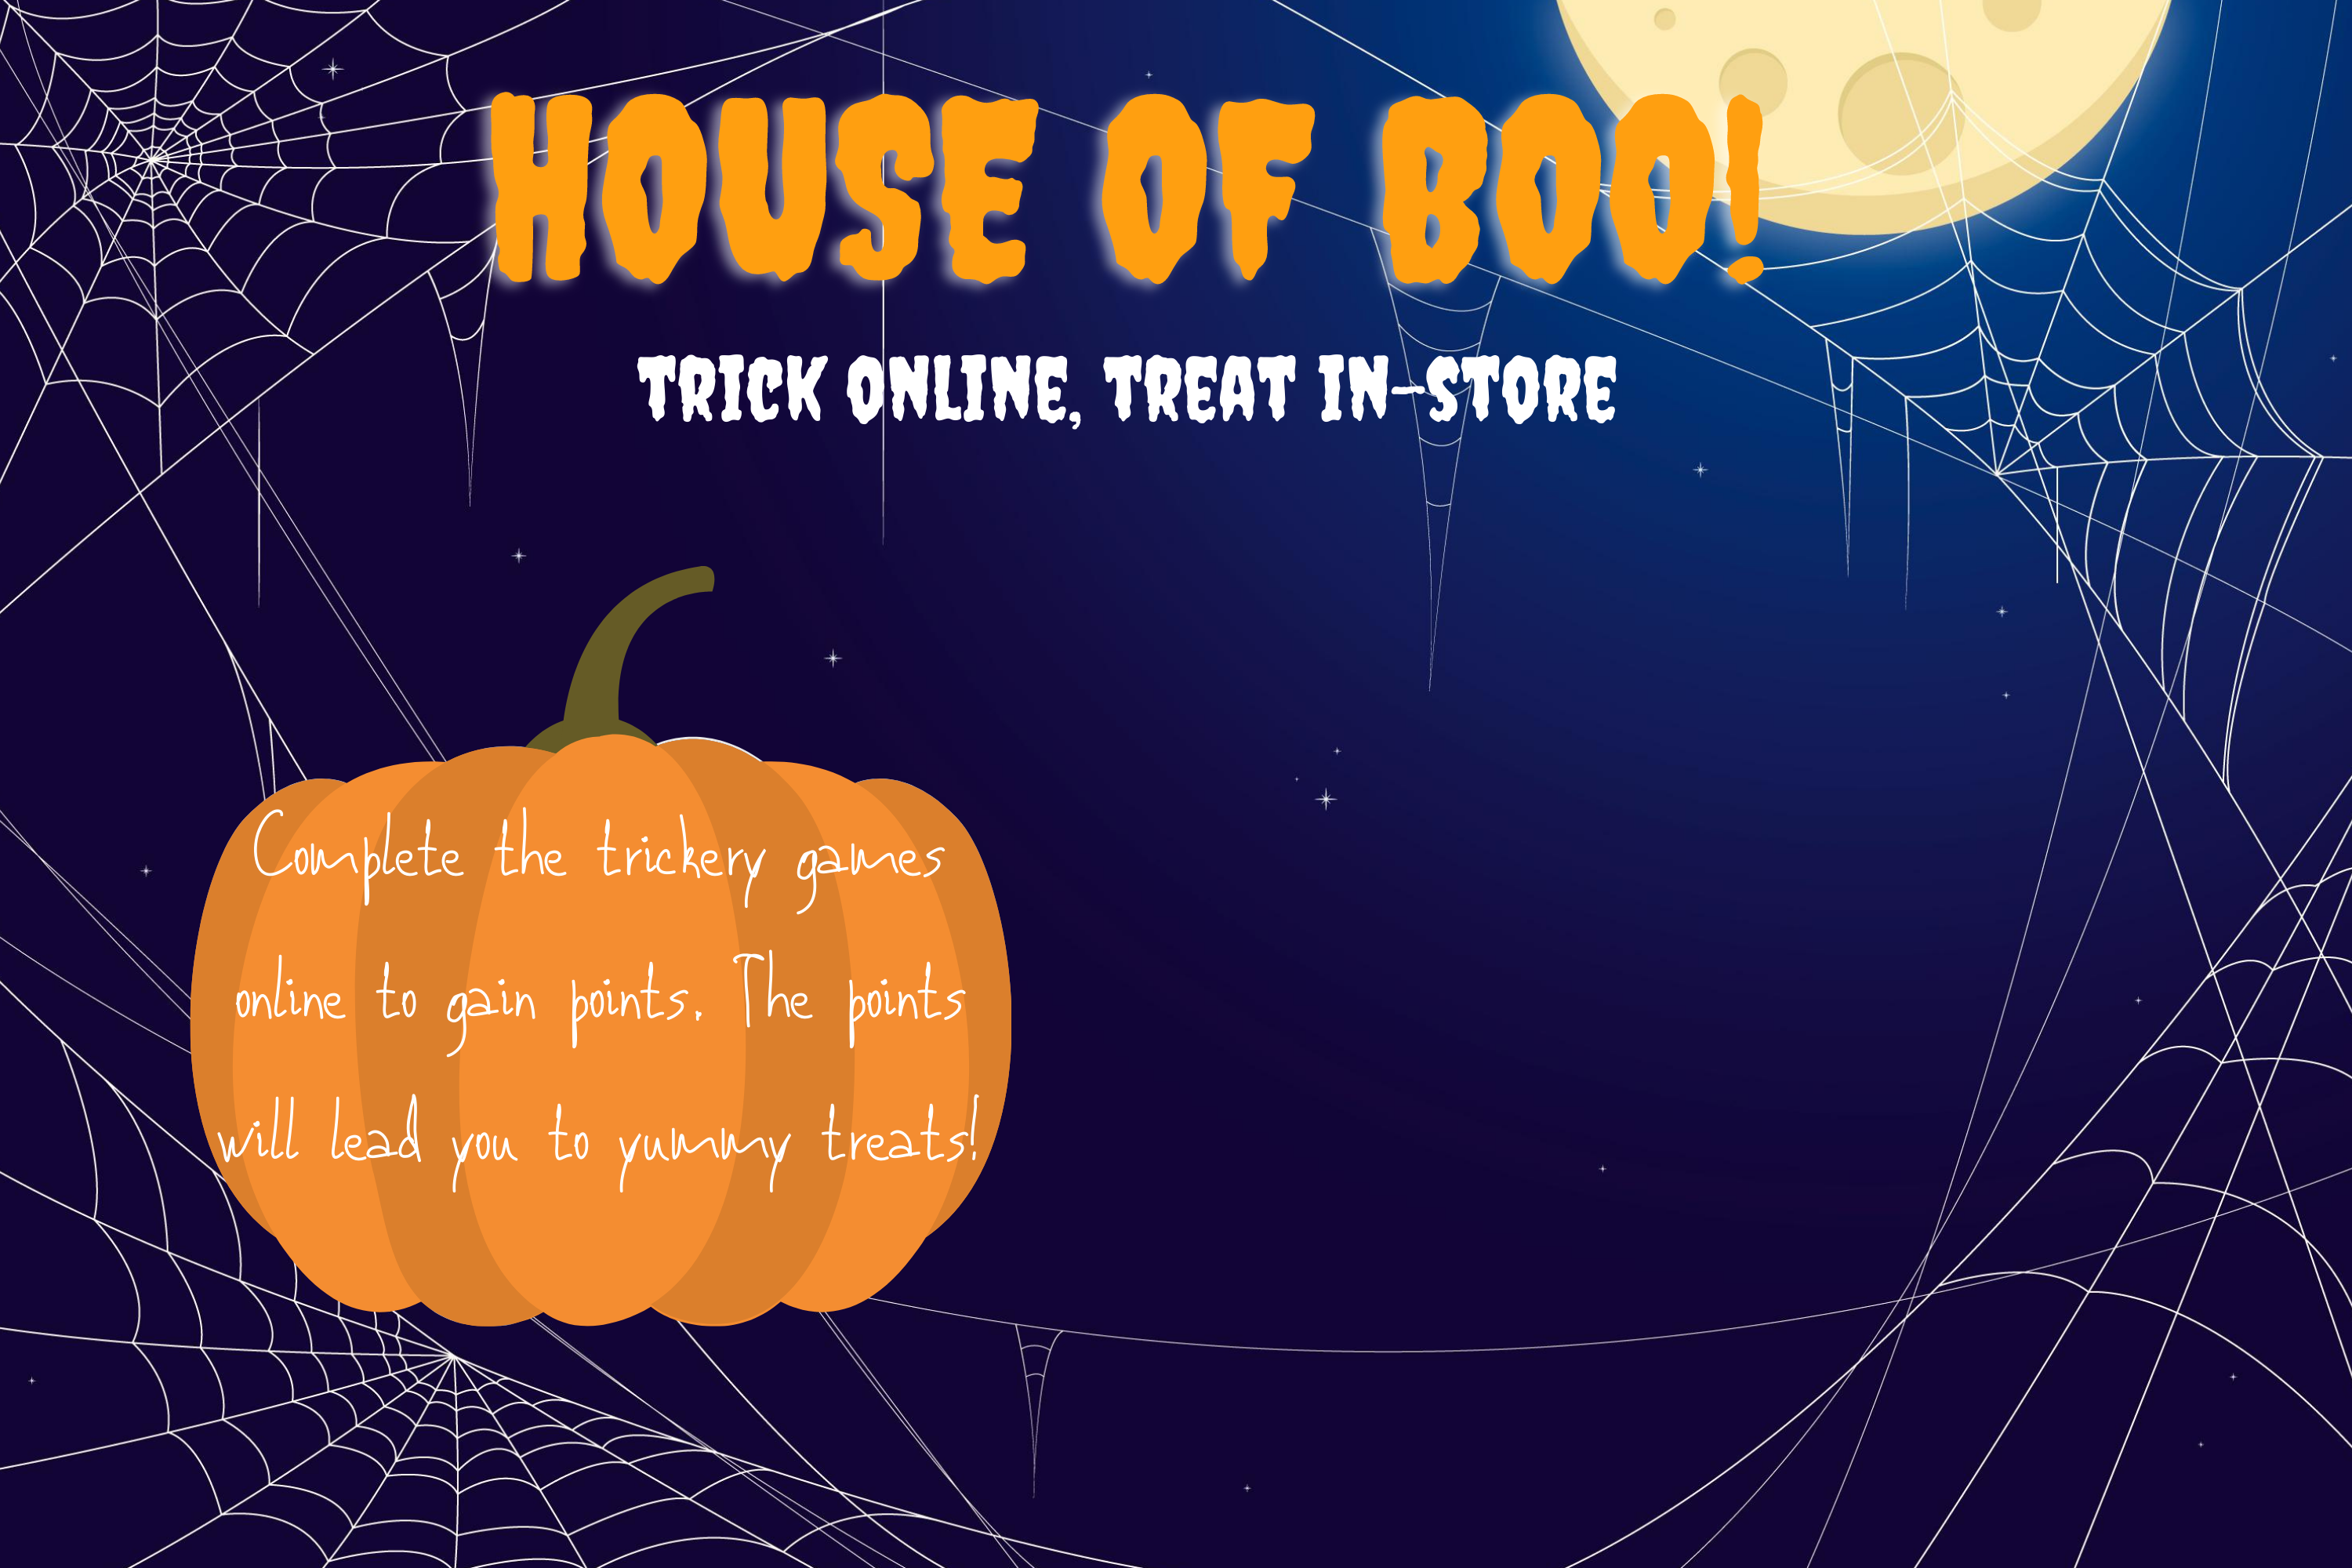 HOUSE OF BOO!
TRICK ONLINE, TREAT IN-STORE
Complete the trickery games
online to gain points. The points
will lead you to yummy treats!